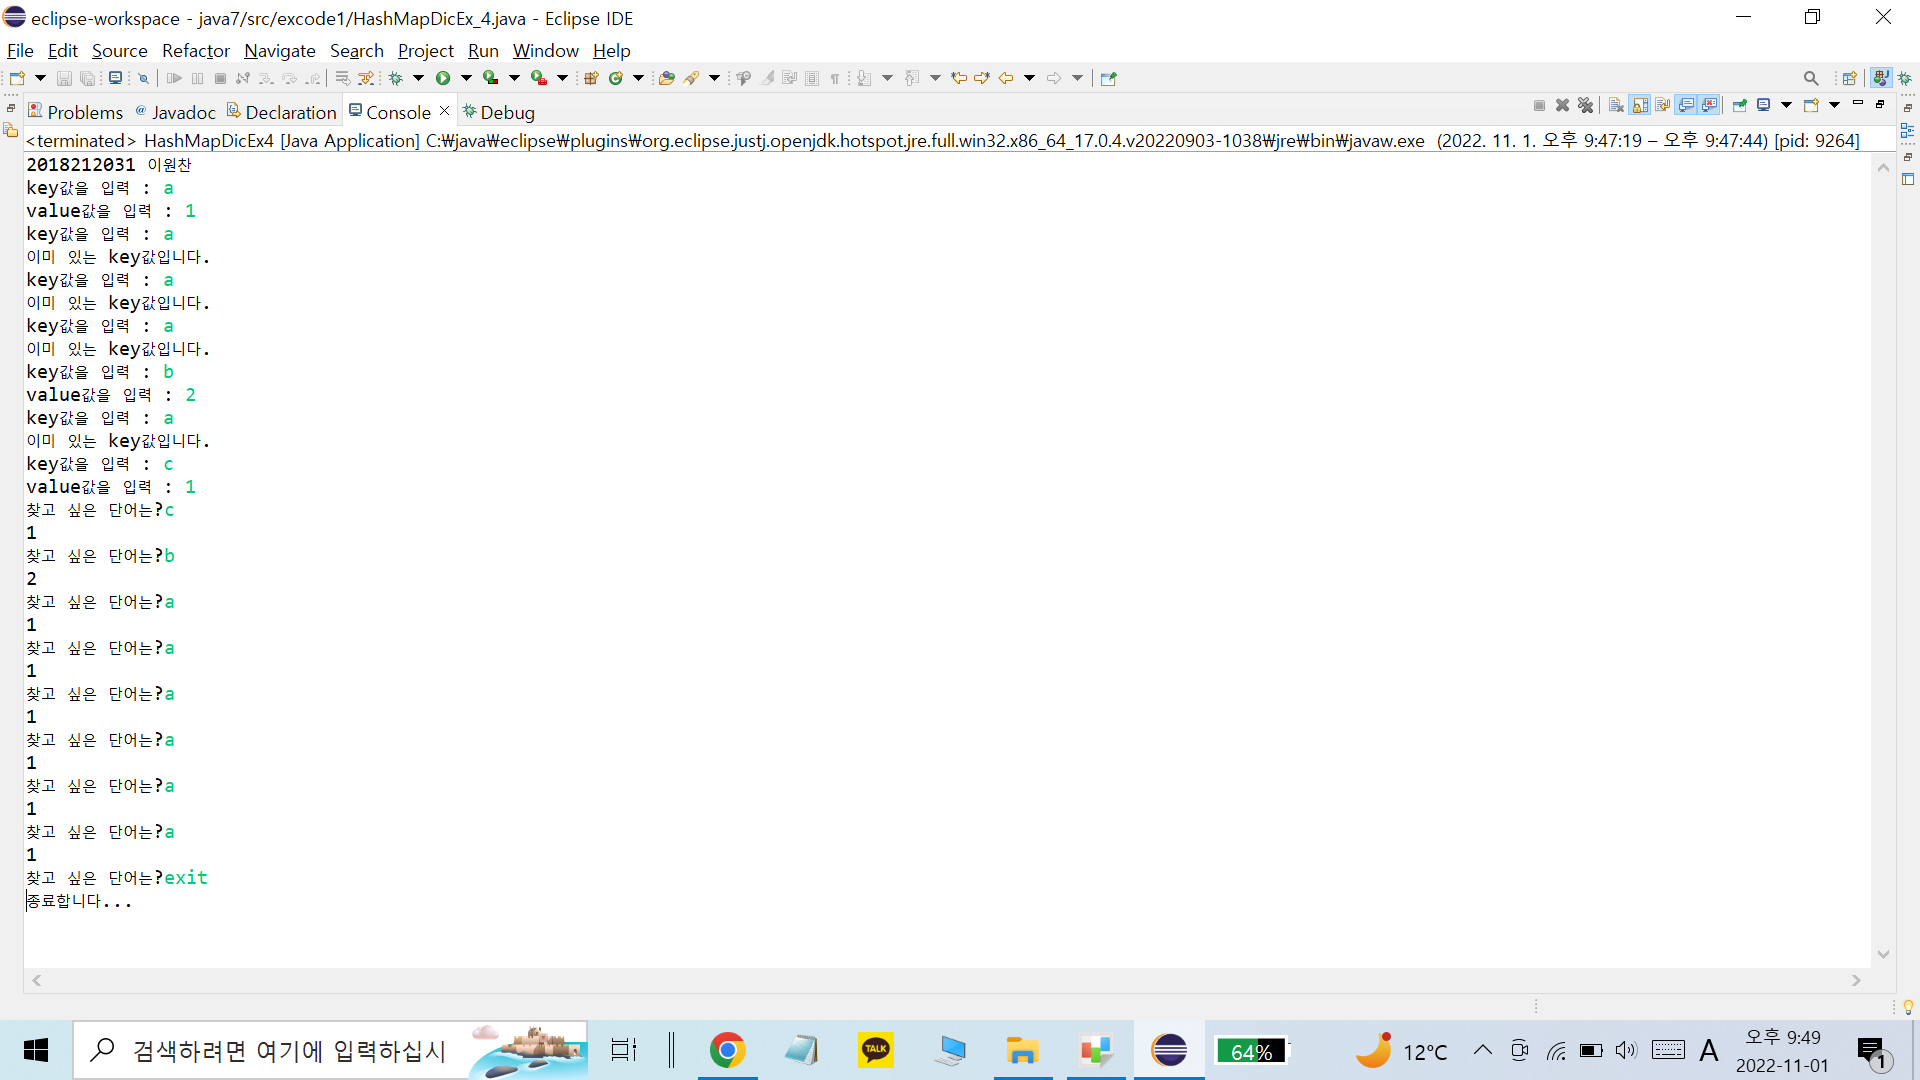 eclipse-workspace - java7/src/excode1/HashMapDicEx_4.java - Eclipse IDE
File Edit Source Refactor Navigate Search Project Run Window Help
Problems @ Javadoc Declaration Console Debug
<terminated> HashMapDicEx4 [Java Application] C:₩java₩eclipse₩plugins₩org.eclipse.justj.openjdk.hotspot.jre.full.win32.x86_64_17.0.4.v20220903-1038₩jre₩bin₩javaw.exe (2022. 11. 1. 오후 9:47:19 – 오후 9:47:44) [pid: 9264]
2018212031 이원찬
key값을 입력 : a
value값을 입력 : 1
key값을 입력 : a
이미 있는 key값입니다.
key값을 입력 : a
이미 있는 key값입니다.
key값을 입력 : a
이미 있는 key값입니다.
key값을 입력 : b
value값을 입력 : 2
key값을 입력 : a
이미 있는 key값입니다.
key값을 입력 : c
value값을 입력 : 1
찾고 싶은 단어는?c
1
찾고 싶은 단어는?b
2
찾고 싶은 단어는?a
1
찾고 싶은 단어는?a
1
찾고 싶은 단어는?a
1
찾고 싶은 단어는?a
1
찾고 싶은 단어는?a
1
찾고 싶은 단어는?a
1
찾고 싶은 단어는?exit
종료합니다...
검색하려면 여기에 입력하십시
TALK
64%
12°C
A
오후 9:49
2022-11-01
1